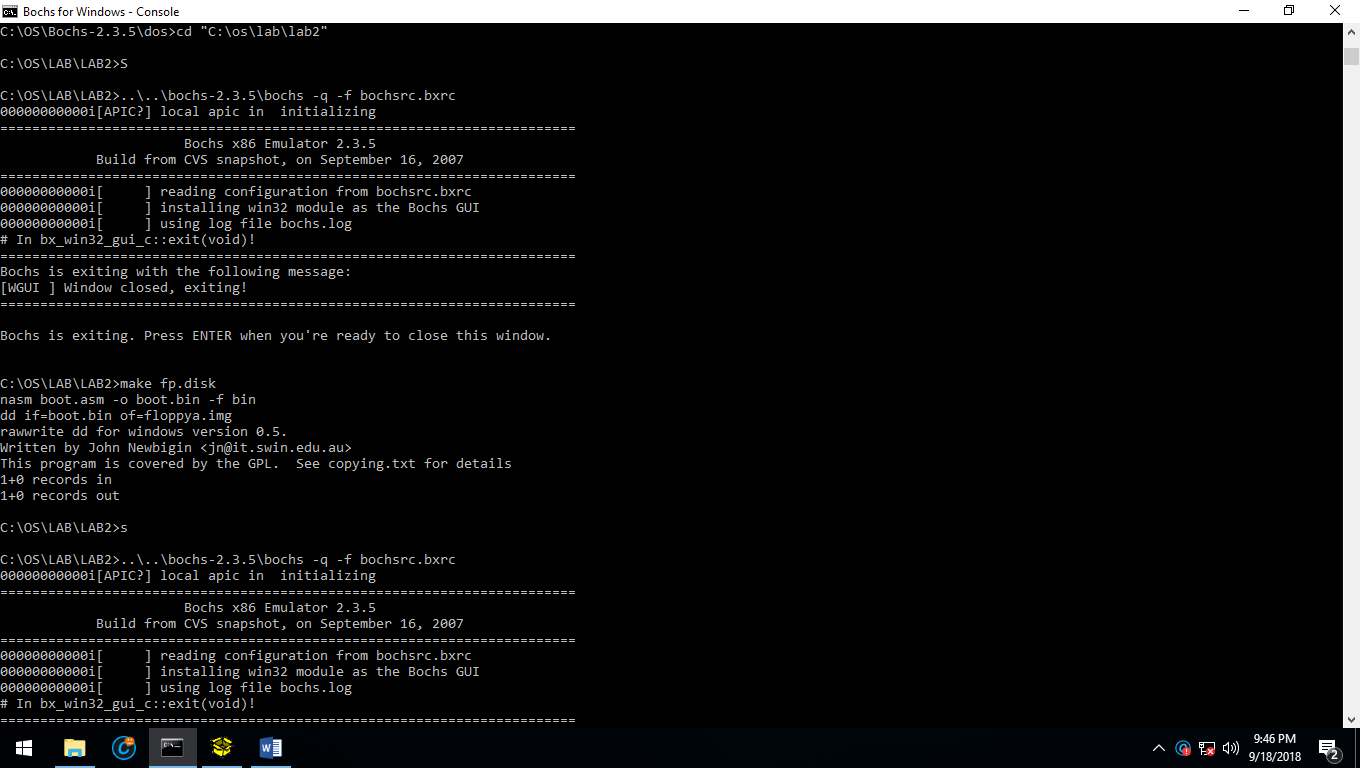 Bochs for Windows - Console
C:\OS\Bochs-2.3.5\dos>cd "C:\os\lab\lab2"
C:\OS\LAB\LAB2>S
C:\OS\LAB\LAB2>..\..\bochs-2.3.5\bochs -q -f bochsrc.bxrc
00000000000i[APIC?] local apic in  initializing
========================================================================
Bochs x86 Emulator 2.3.5
Build from CVS snapshot, on September 16, 2007
========================================================================
00000000000i[     ] reading configuration from bochsrc.bxrc
00000000000i[     ] installing win32 module as the Bochs GUI
00000000000i[     ] using log file bochs.log
# In bx_win32_gui_c::exit(void)!
========================================================================
Bochs is exiting with the following message:
[WGUI ] Window closed, exiting!
========================================================================
Bochs is exiting. Press ENTER when you're ready to close this window.
C:\OS\LAB\LAB2>make fp.disk
nasm boot.asm -o boot.bin -f bin
dd if=boot.bin of=floppya.img
rawwrite dd for windows version 0.5.
Written by John Newbigin <jn@it.swin.edu.au>
This program is covered by the GPL.  See copying.txt for details
1+0 records in
1+0 records out
C:\OS\LAB\LAB2>s
C:\OS\LAB\LAB2>..\..\bochs-2.3.5\bochs -q -f bochsrc.bxrc
00000000000i[APIC?] local apic in  initializing
========================================================================
Bochs x86 Emulator 2.3.5
Build from CVS snapshot, on September 16, 2007
========================================================================
00000000000i[     ] reading configuration from bochsrc.bxrc
00000000000i[     ] installing win32 module as the Bochs GUI
00000000000i[     ] using log file bochs.log
# In bx_win32_gui_c::exit(void)!
========================================================================
9:46 PM
9/18/2018
2